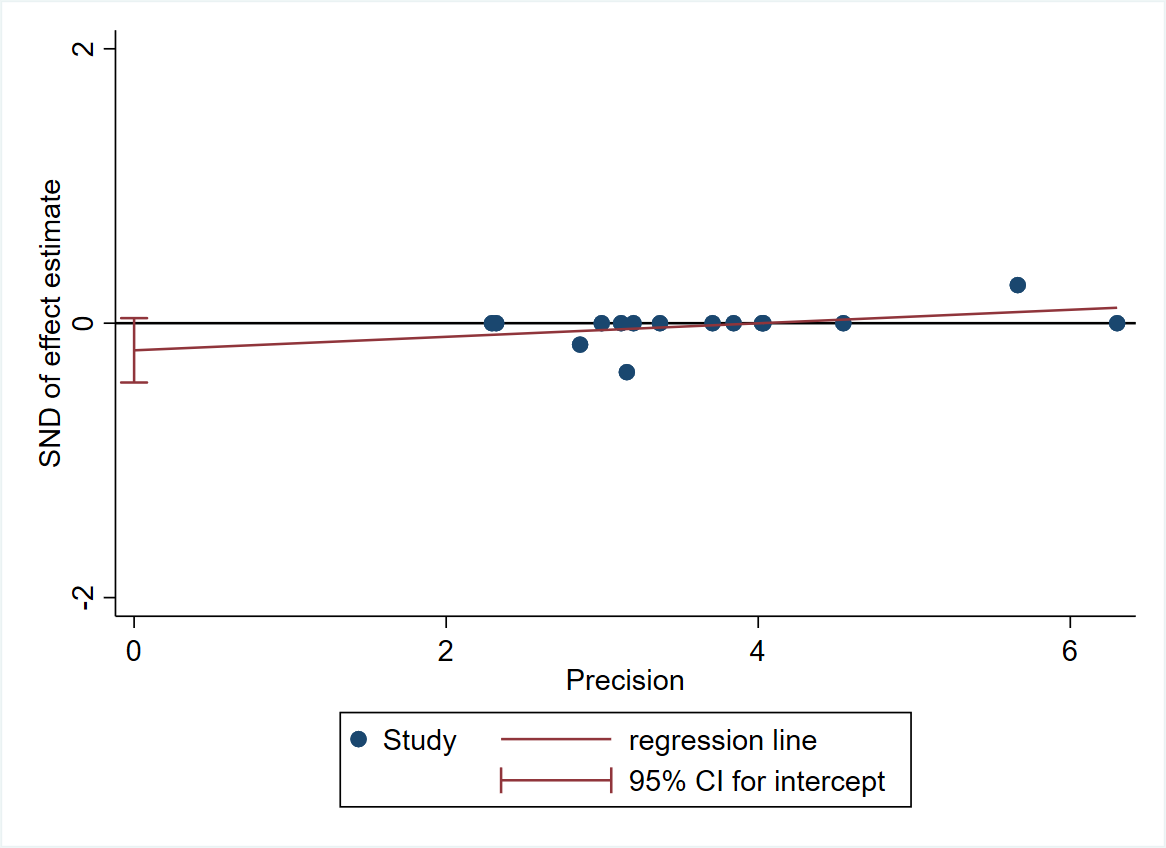 SND of effect estimate
2
0
-2
0
2
4
6
Precision
Study
regression line
95% CI for intercept